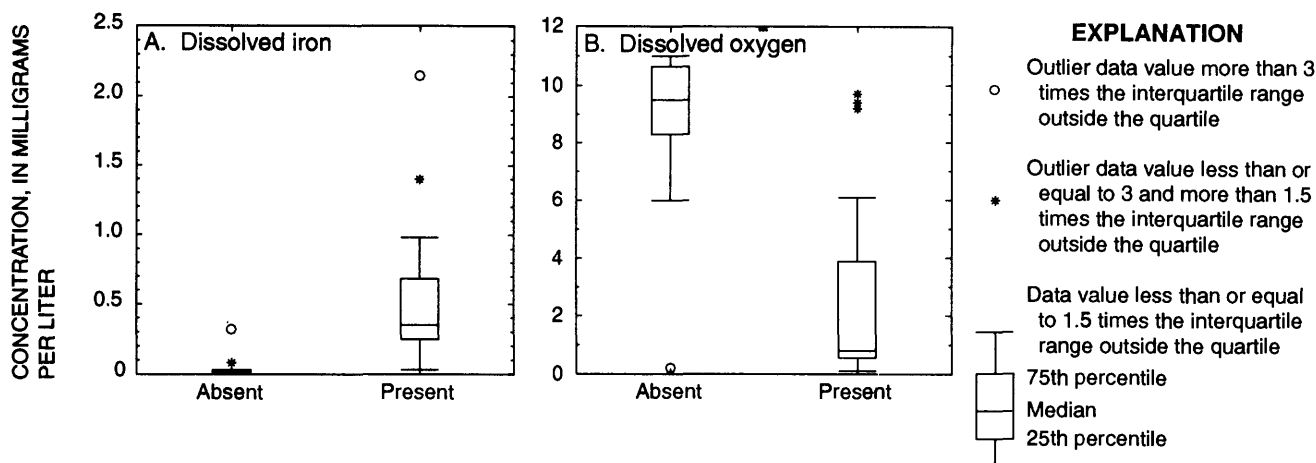 CONCENTRATION, IN MILLIGRAMS
PER LITER
A. Dissolved iron
2.5
2.0
1.5
1.0
0.5
0
Absent
Present
B. Dissolved oxygen
12
10
8
6
4
2
0
Absent
Present
EXPLANATION
Outlier data value more than 3
times the interquartile range
outside the quartile
Outlier data value less than or
equal to 3 and more than 1.5
times the interquartile range
outside the quartile
Data value less than or equal
to 1.5 times the interquartile
range outside the quartile
75th percentile
Median
25th percentile